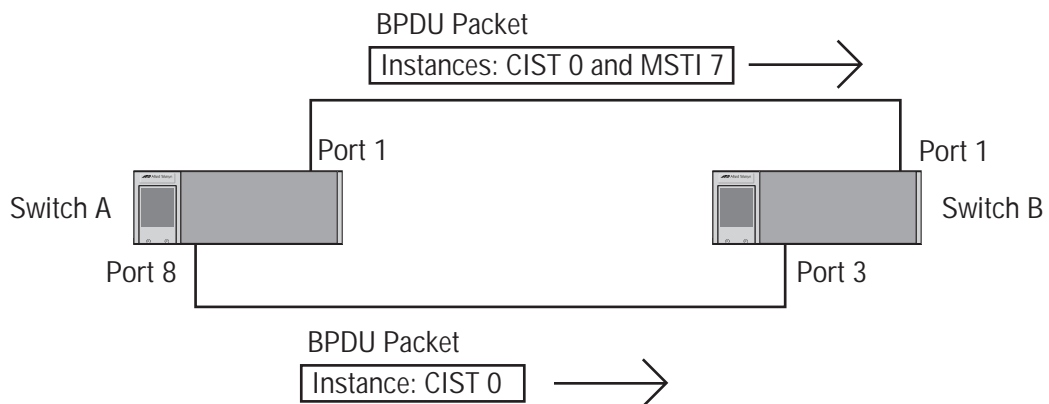 BPDU Packet
Instances: CIST 0 and MSTI 7
Port 1
Port 1
Switch A
Switch B
Port 8
Port 3
BPDU Packet
Instance: CIST 0